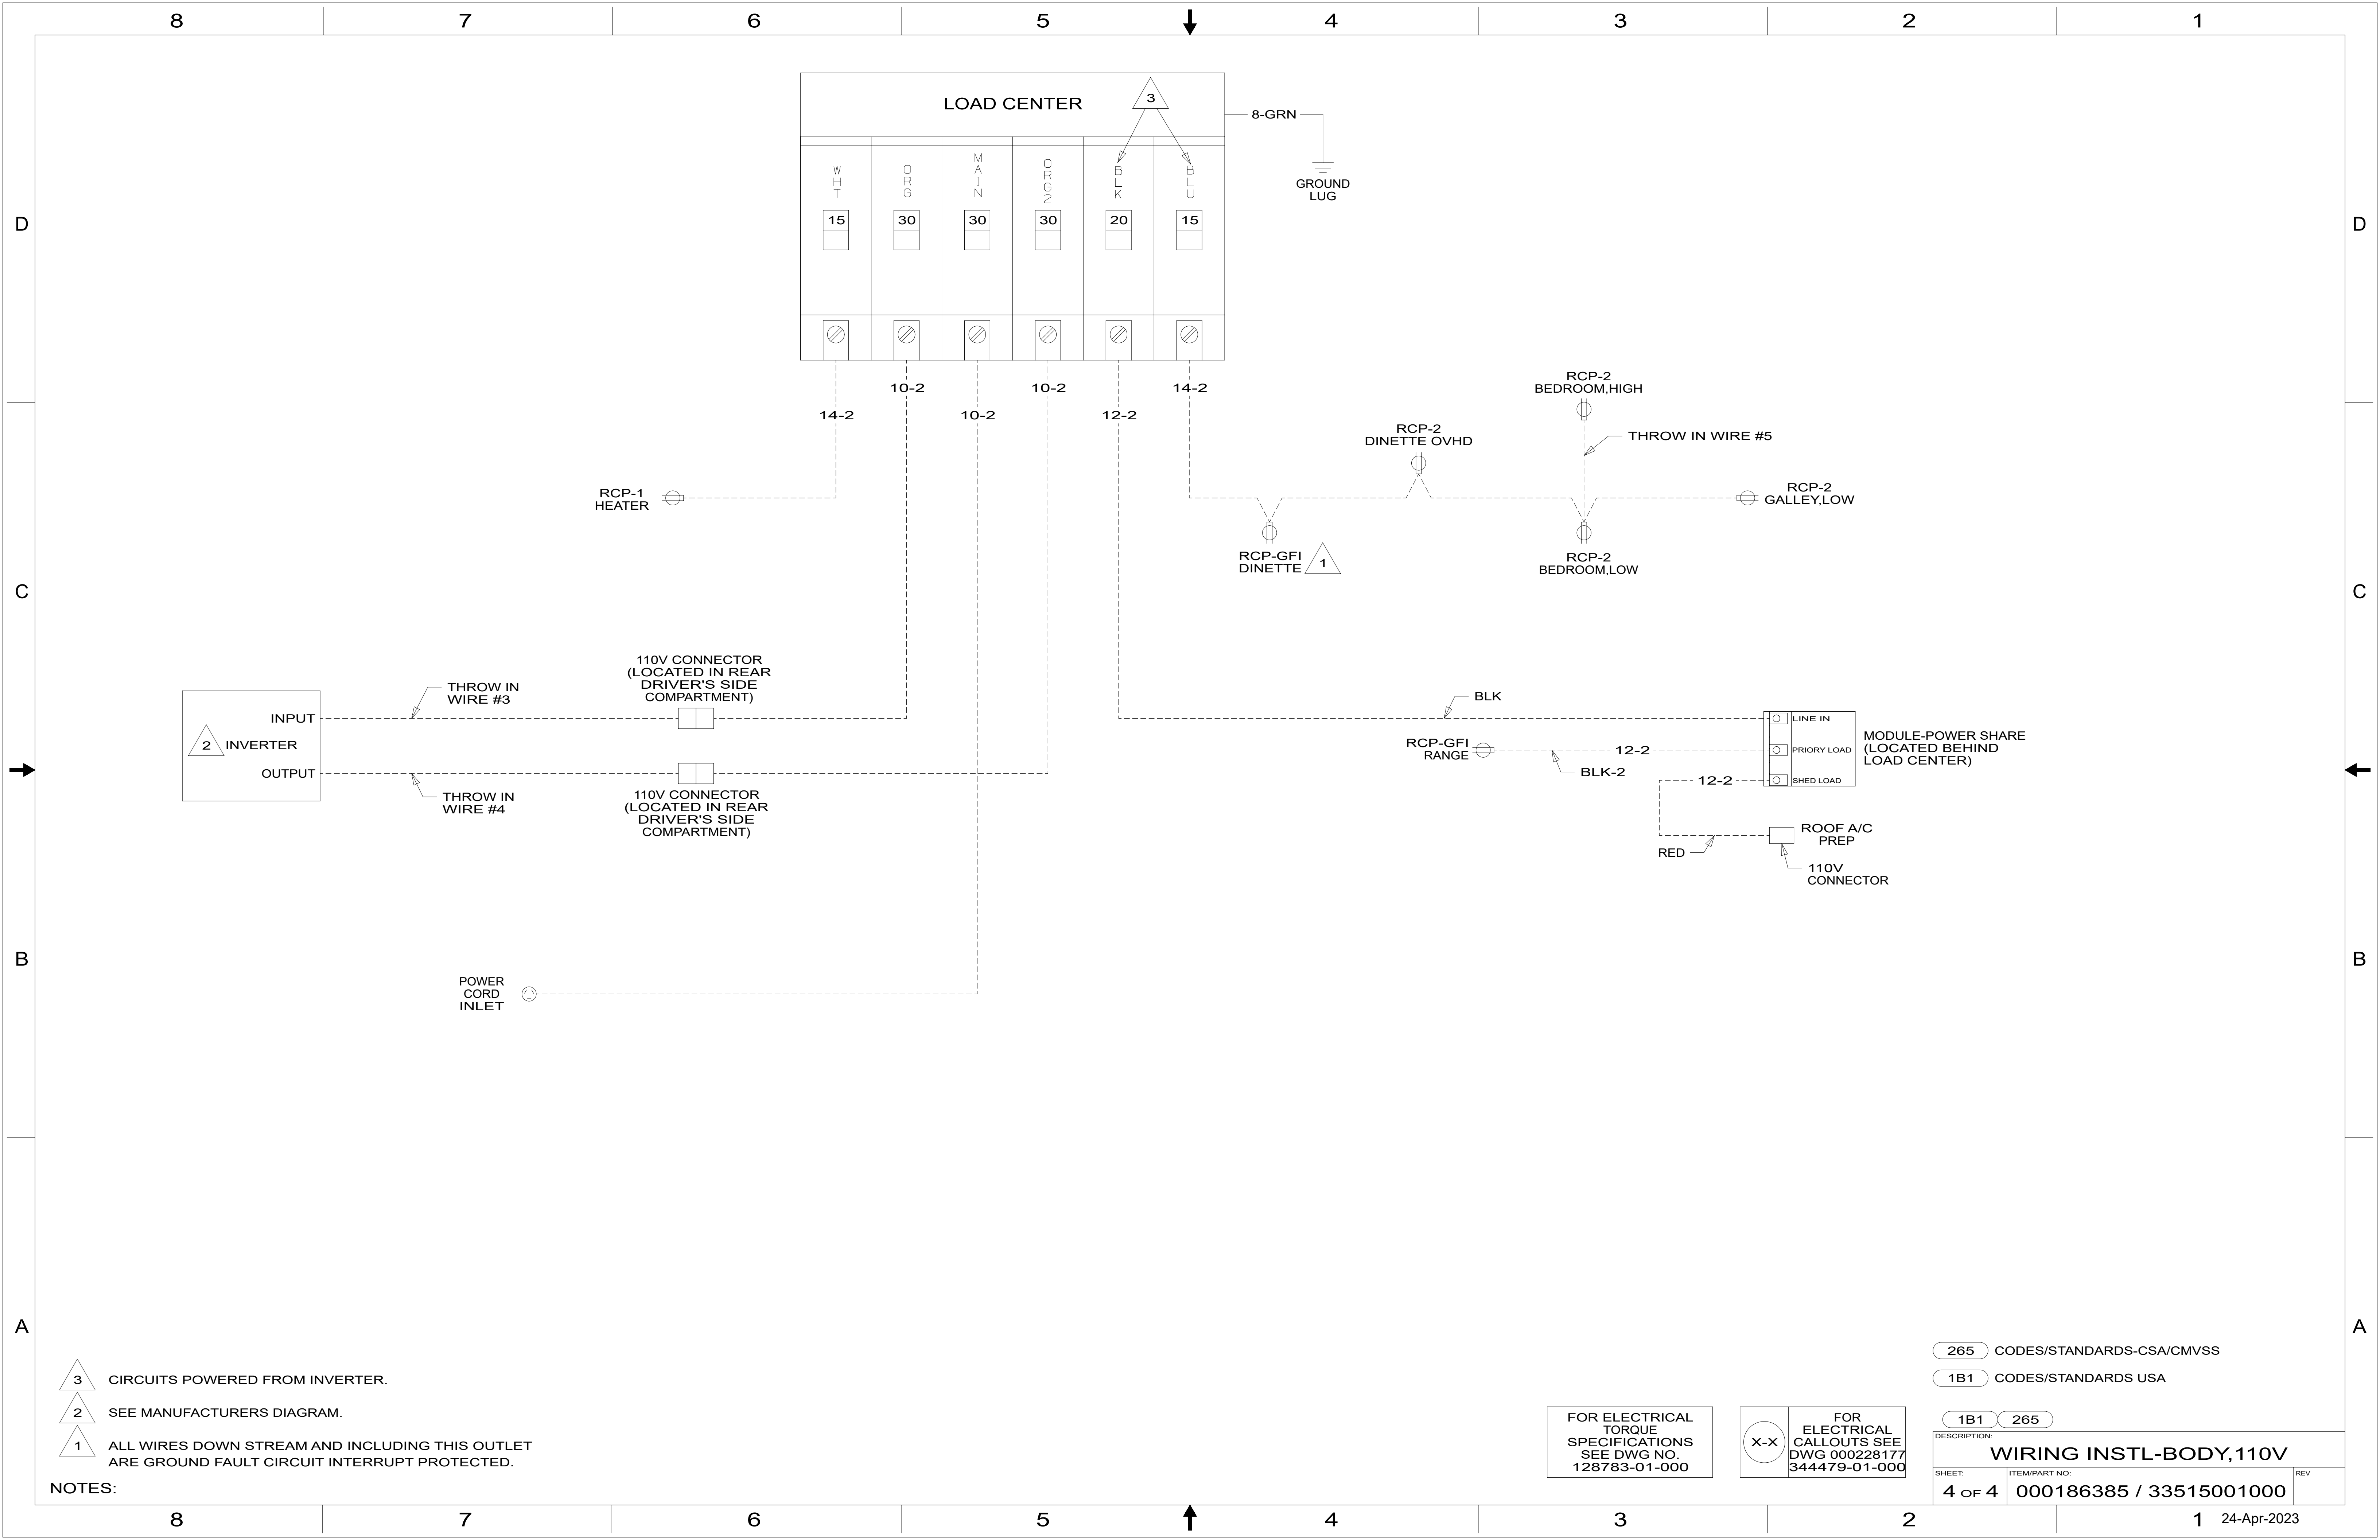 8 7 6 5 4 3 2 1
D
D
C
C
B
B
A
A
LOAD CENTER
3
8-GRN
GROUND
LUG
WHT
ORG
MAIN
ORG2
BLK
BLU
15
30
30
30
20
15
14-2
10-2
10-2
10-2
12-2
14-2
RCP-1
HEATER
RCP-2
DINETTE OVHD
RCP-2
BEDROOM,HIGH
THROW IN WIRE #5
RCP-2
GALLEY,LOW
RCP-GFI
DINETTE
1
RCP-2
BEDROOM,LOW
110V CONNECTOR
(LOCATED IN REAR
DRIVER'S SIDE
COMPARTMENT)
THROW IN
WIRE #3
INPUT
2
INVERTER
OUTPUT
THROW IN
WIRE #4
110V CONNECTOR
(LOCATED IN REAR
DRIVER'S SIDE
COMPARTMENT)
BLK
LINE IN
PRIORY LOAD
SHED LOAD
MODULE-POWER SHARE
(LOCATED BEHIND
LOAD CENTER)
RCP-GFI
RANGE
12-2
BLK-2
12-2
RED
ROOF A/C
PREP
110V
CONNECTOR
POWER
CORD
INLET
3 CIRCUITS POWERED FROM INVERTER.
2 SEE MANUFACTURERS DIAGRAM.
1 ALL WIRES DOWN STREAM AND INCLUDING THIS OUTLET
ARE GROUND FAULT CIRCUIT INTERRUPT PROTECTED.
NOTES:
FOR ELECTRICAL
TORQUE
SPECIFICATIONS
SEE DWG NO.
128783-01-000
X-X
FOR
ELECTRICAL
CALLOUTS SEE
DWG 000228177
344479-01-000
265 CODES/STANDARDS-CSA/CMVSS
1B1 CODES/STANDARDS USA
1B1 265
DESCRIPTION:
WIRING INSTL-BODY,110V
SHEET:
4 OF 4
ITEM/PART NO:
000186385 / 33515001000
REV
8 7 6 5 4 3 2 1
24-Apr-2023